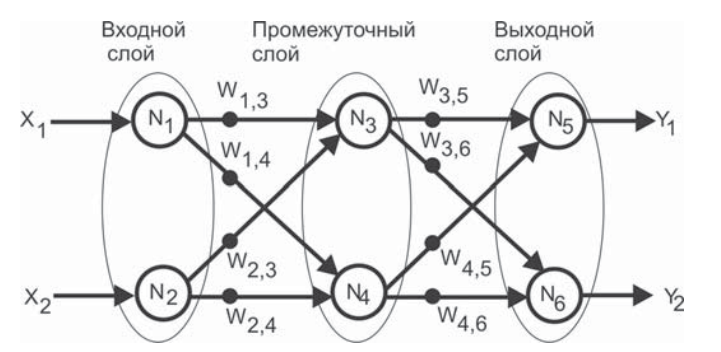 Входной слой
Промежуточный слой
Выходной слой
X1
N1
W1,3
N3
W3,5
N5
Y1
W1,4
W3,6
W2,3
W4,5
X2
N2
W2,4
N4
W4,6
N6
Y2